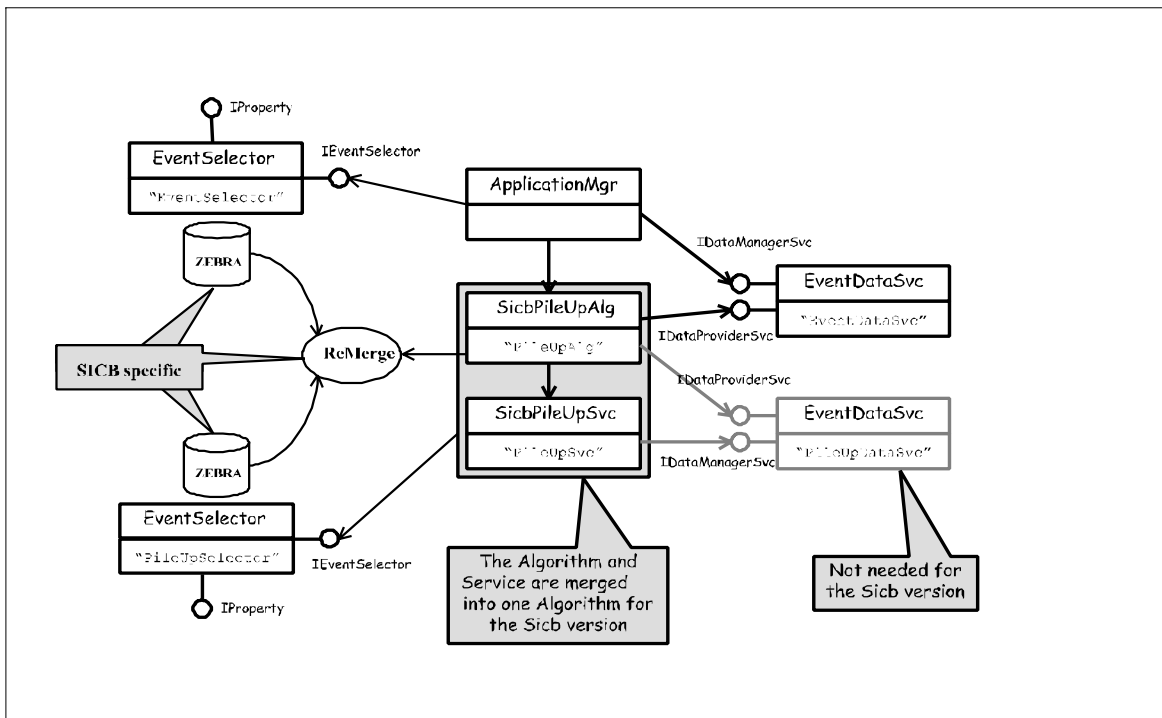 IProperty
EventSelector
"EventSelector"
IEventSelector
ApplicationMgr
IDataManagerSvc
ZEBRA
EventDataSvc
"EventDataSvc"
SicbPileUpAlg
"PileUpAlg"
IDataProviderSvc
ReMerge
SICB specific
IDataProviderSvc
SicbPileUpSvc
"PileUpSvc"
EventDataSvc
"PileUpDataSvc"
IDataManagerSvc
ZEBRA
EventSelector
"PileUpSelector"
IEventSelector
IProperty
The Algorithm and
Service are merged
into one Algorithm for
the Sicb version
Not needed for
the Sicb version